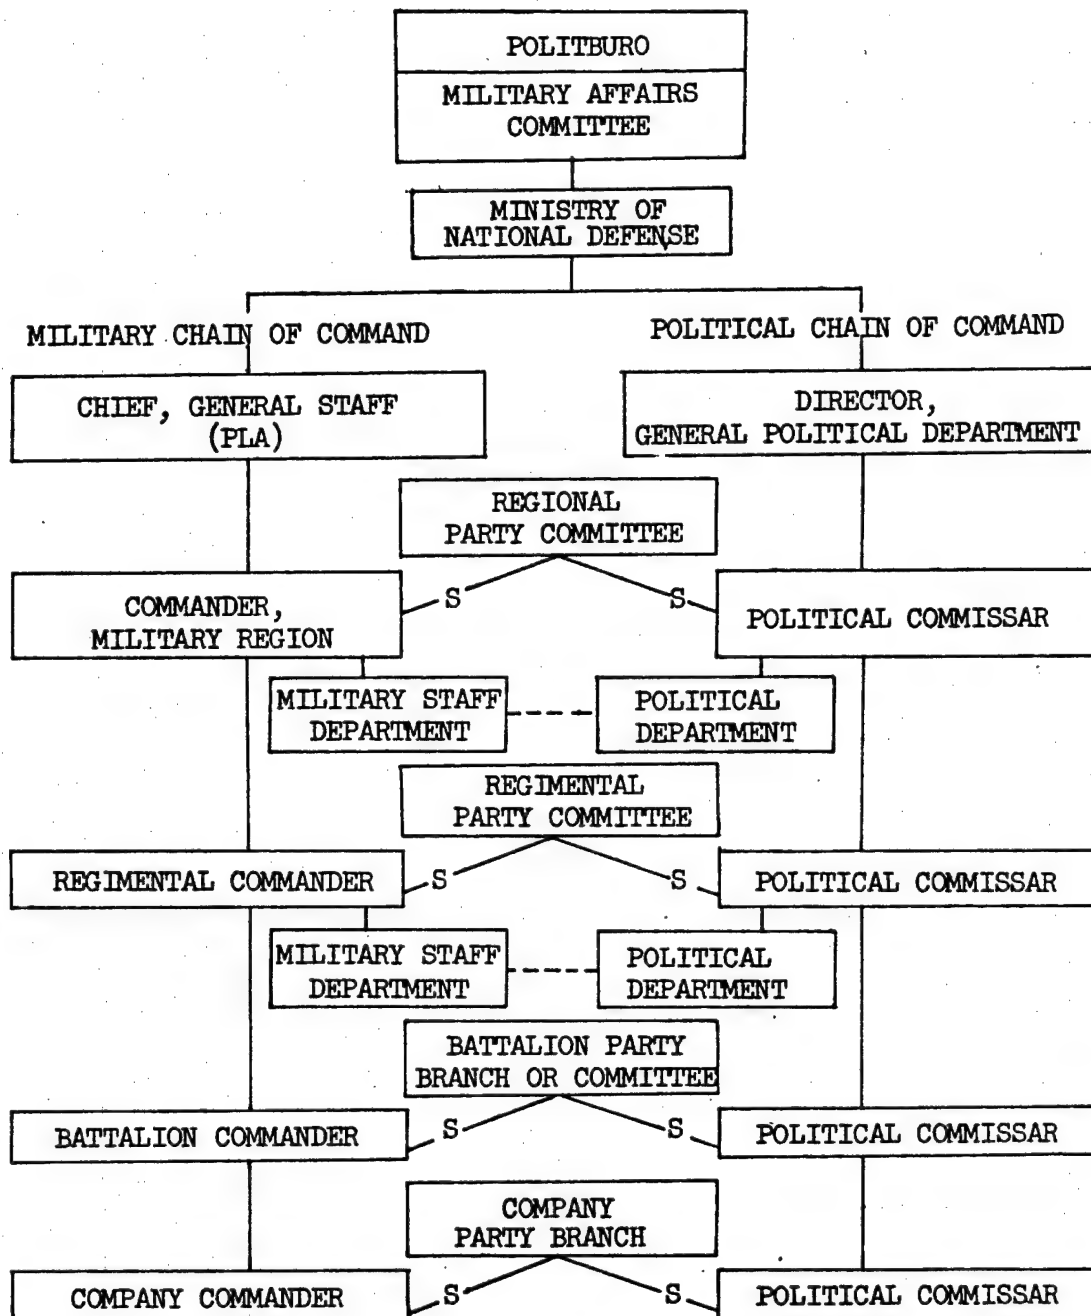 POLITBURO
MILITARY AFFAIRS
COMMITTEE
MINISTRY OF
NATIONAL DEFENSE
MILITARY CHAIN OF COMMAND
POLITICAL CHAIN OF COMMAND
CHIEF, GENERAL STAFF
(PLA)
DIRECTOR,
GENERAL POLITICAL DEPARTMENT
REGIONAL
PARTY COMMITTEE
S
S
COMMANDER,
MILITARY REGION
POLITICAL COMMISSAR
MILITARY STAFF
DEPARTMENT
POLITICAL
DEPARTMENT
REGIMENTAL
PARTY COMMITTEE
REGIMENTAL COMMANDER
S
S
POLITICAL COMMISSAR
MILITARY STAFF
DEPARTMENT
POLITICAL
DEPARTMENT
BATTALION PARTY
BRANCH OR COMMITTEE
BATTALION COMMANDER
S
S
POLITICAL COMMISSAR
COMPANY
PARTY BRANCH
COMPANY COMMANDER
S
S
POLITICAL COMMISSAR